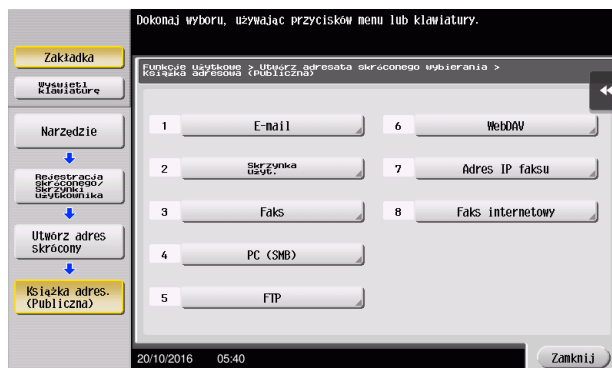 Dokonaj wyboru, używając przycisków menu lub klawiatury.
Zakładka
Wyświetl
klawiaturę
Funkcje użytkowe > Utwórz adresata skróconego wybierania >
Książka adresowa (Publiczna)
Narzędzie
1 E-mail
6 WebDAV
Rejestracja
skróconego/
Skrzynki
użytkownika
2 Skrzynka
użyt.
7 Adres IP faksu
3 Faks
8 Faks internetowy
Utwórz adres
skrócony
4 PC (SMB)
Książka adres.
(Publiczna)
5 FTP
20/10/2016 05:40
Zamknij